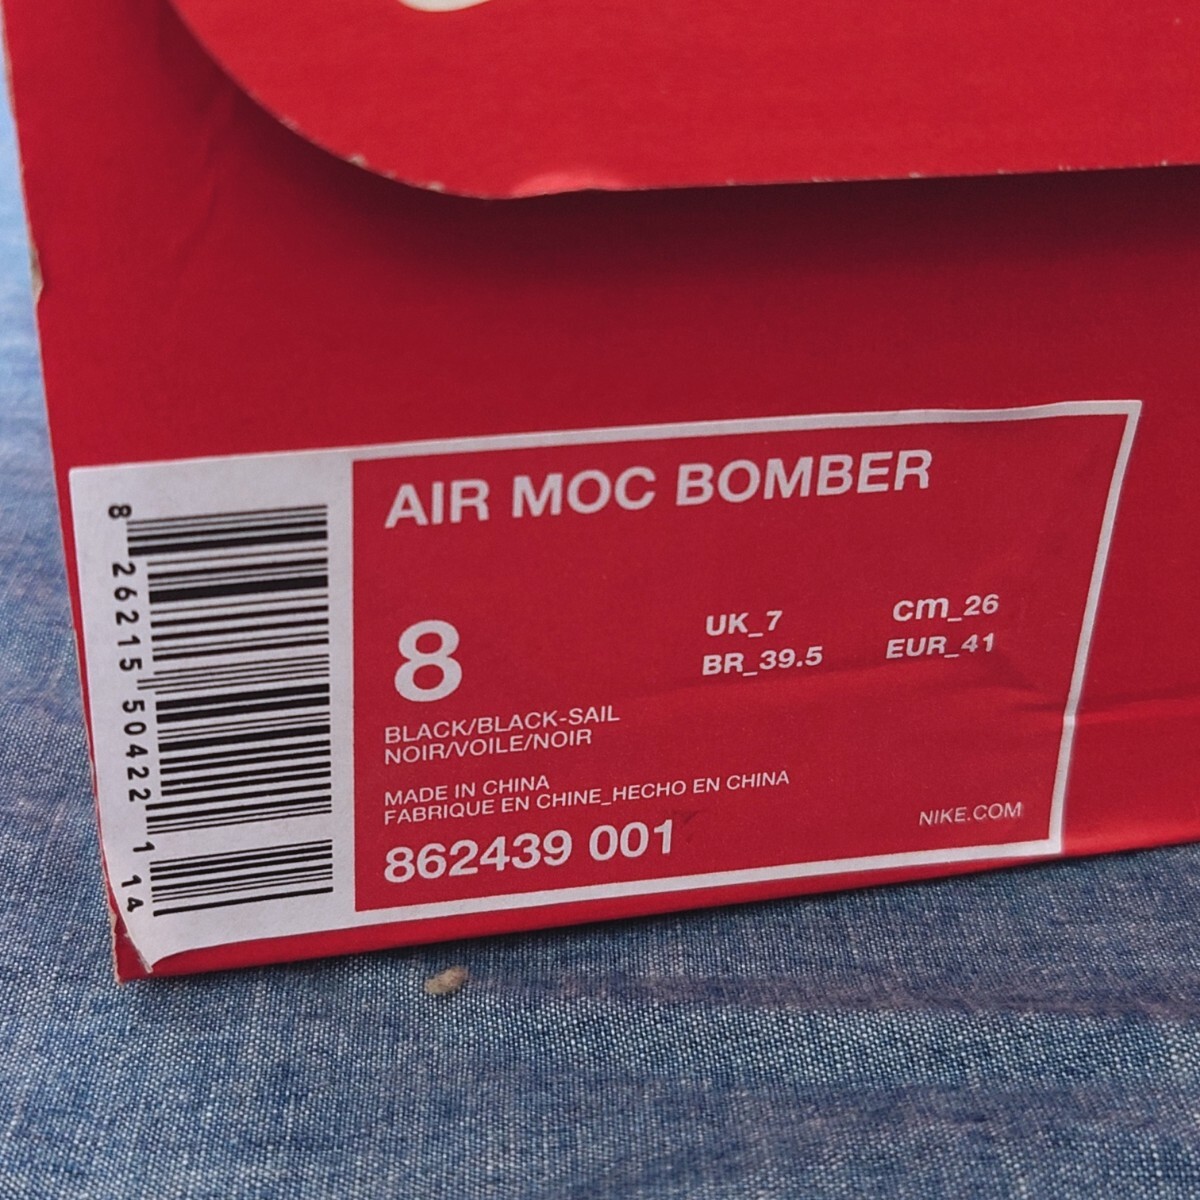 AIR MOC BOMBER
8
UK_7 cm_26
BR_39.5 EUR_41
BLACK/BLACK-SAIL
NOIR/VOILE/NOIR
MADE IN CHINA
FABRIQUE EN CHINE_HECHO EN CHINA
862439 001
NIKE.COM
8 26215 50422 1 14